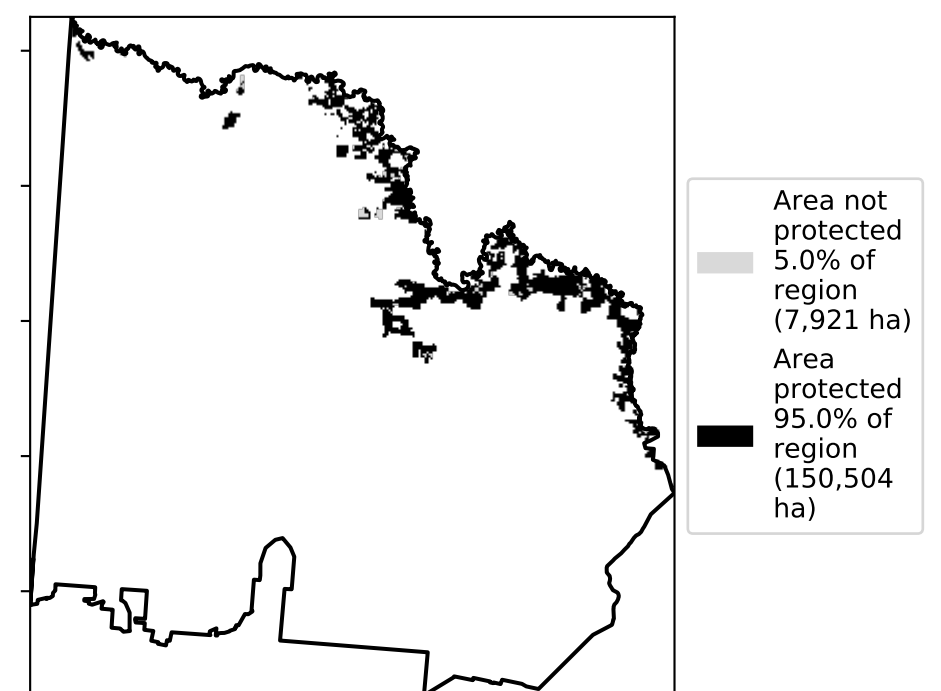 Area not
protected
5.0% of
region
(7,921 ha)
Area
protected
95.0% of
region
(150,504
ha)